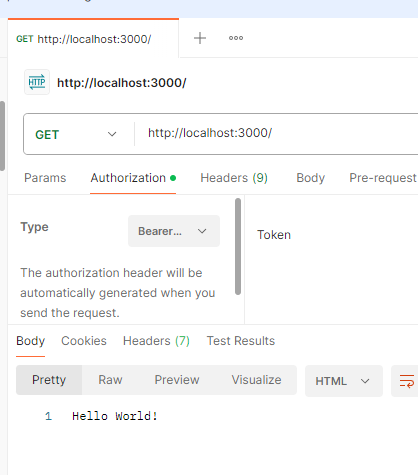 GET http://localhost:3000/
HTTP http://localhost:3000/
GET http://localhost:3000/
Params Authorization Headers (9) Body Pre-request
Type Bearer...
Token
The authorization header will be
automatically generated when you
send the request.
Body Cookies Headers (7) Test Results
Pretty Raw Preview Visualize HTML
1 Hello World!